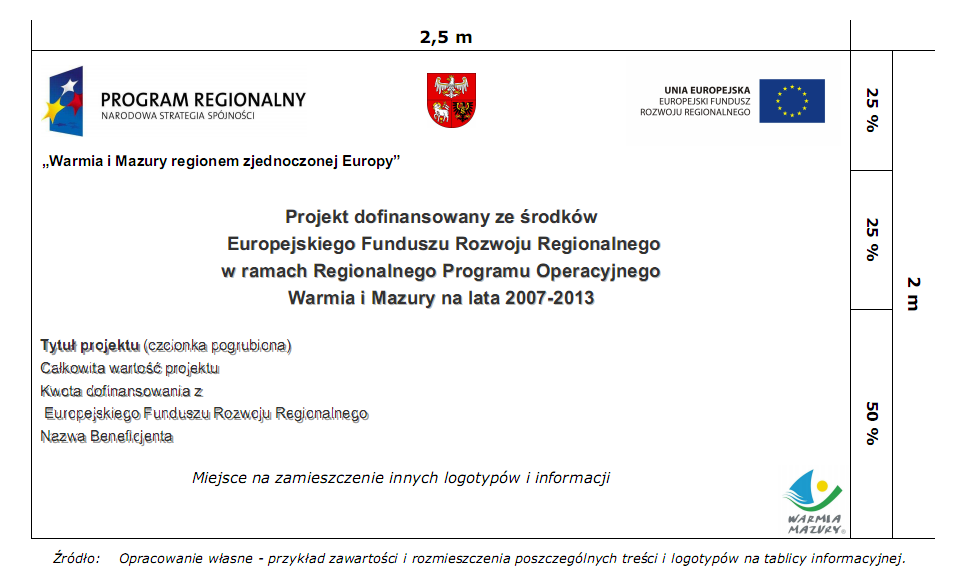 2,5 m
PROGRAM REGIONALNY
NARODOWA STRATEGIA SPÓJNOŚCI
UNIA EUROPEJSKA
EUROPEJSKI FUNDUSZ
ROZWOJU REGIONALNEGO
25 %
„Warmia i Mazury regionem zjednoczonej Europy”
Projekt dofinansowany ze środków
Europejskiego Funduszu Rozwoju Regionalnego
w ramach Regionalnego Programu Operacyjnego
Warmia i Mazury na lata 2007-2013
25 %
2 m
Tytuł projektu (czcionka pogrubiona)
Całkowita wartość projektu
Kwota dofinansowania z
Europejskiego Funduszu Rozwoju Regionalnego
Nazwa Beneficjenta
50 %
Miejsce na zamieszczenie innych logotypów i informacji
WARMIA
MAZURY®
Źródło: Opracowanie własne - przykład zawartości i rozmieszczenia poszczególnych treści i logotypów na tablicy informacyjnej.